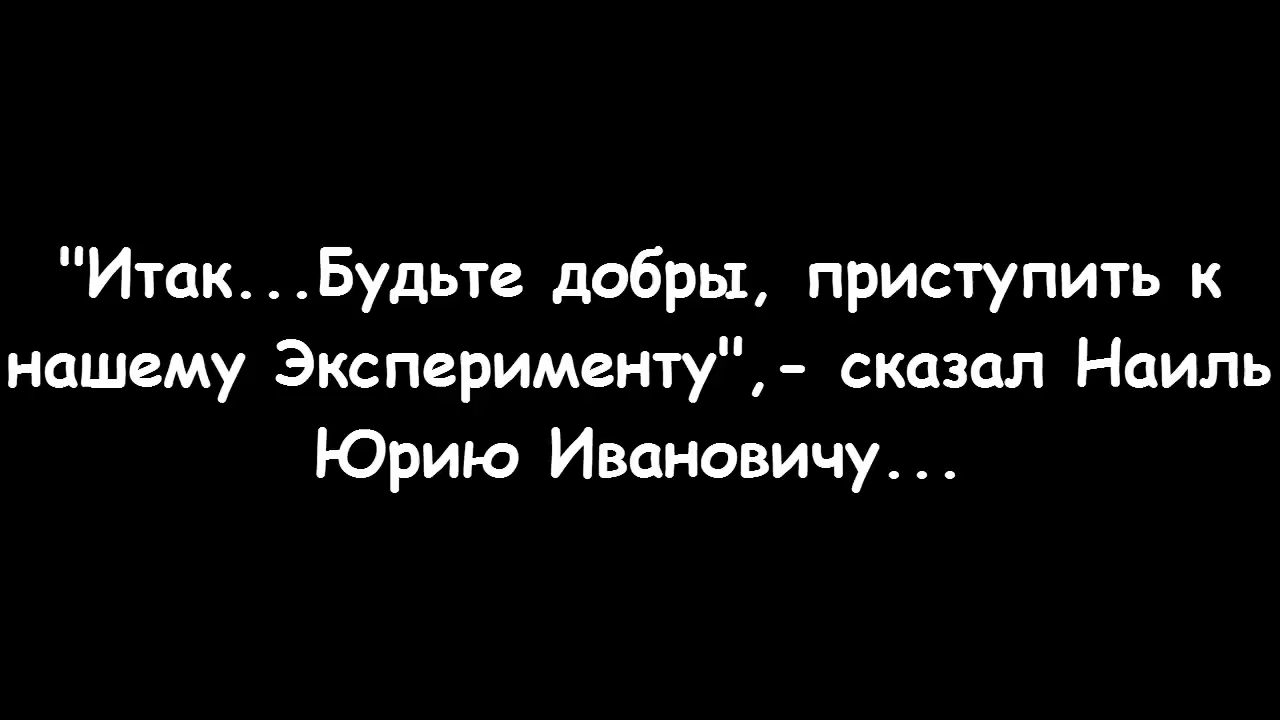 "Итак...Будьте добры, приступить к
нашему Эксперименту",- сказал Наиль
Юрию Ивановичу...